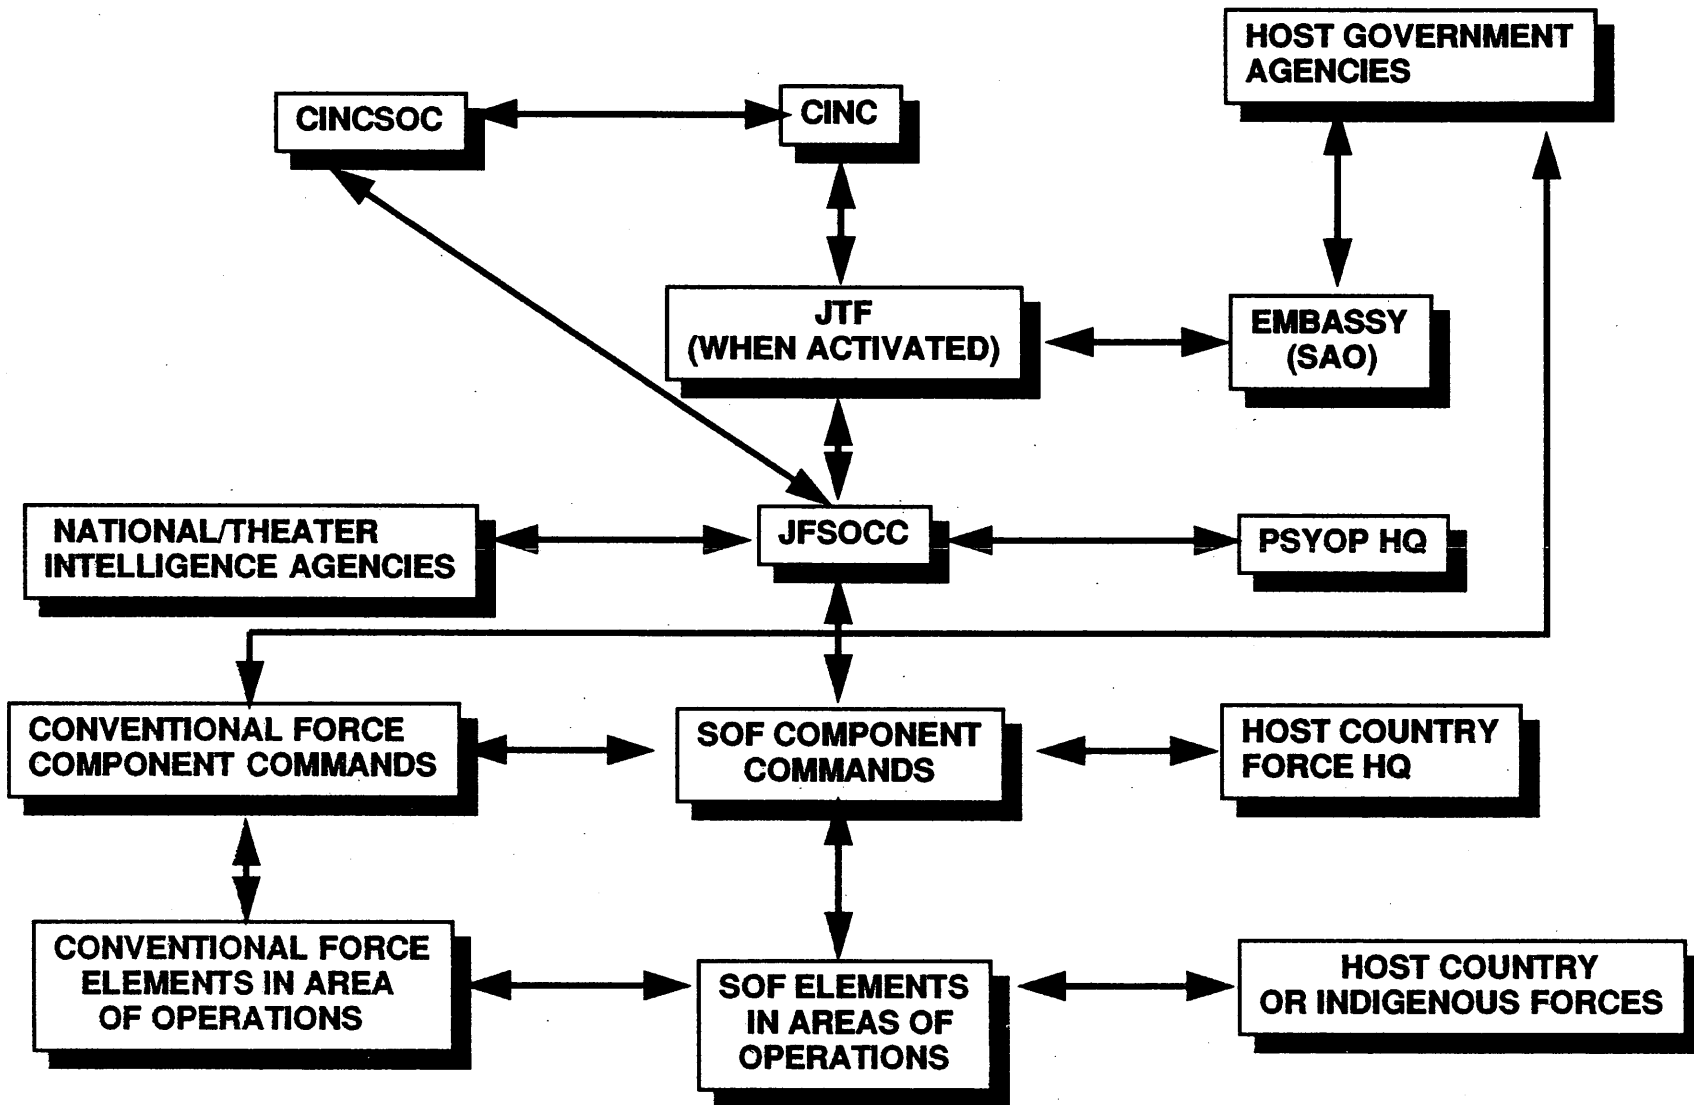 HOST GOVERNMENT
AGENCIES
CINCSOC
CINC
JTF
(WHEN ACTIVATED)
EMBASSY
(SAO)
NATIONAL/THEATER
INTELLIGENCE AGENCIES
JFSOCC
PSYOP HQ
CONVENTIONAL FORCE
COMPONENT COMMANDS
SOF COMPONENT
COMMANDS
HOST COUNTRY
FORCE HQ
CONVENTIONAL FORCE
ELEMENTS IN AREA
OF OPERATIONS
SOF ELEMENTS
IN AREAS OF
OPERATIONS
HOST COUNTRY
OR INDIGENOUS FORCES